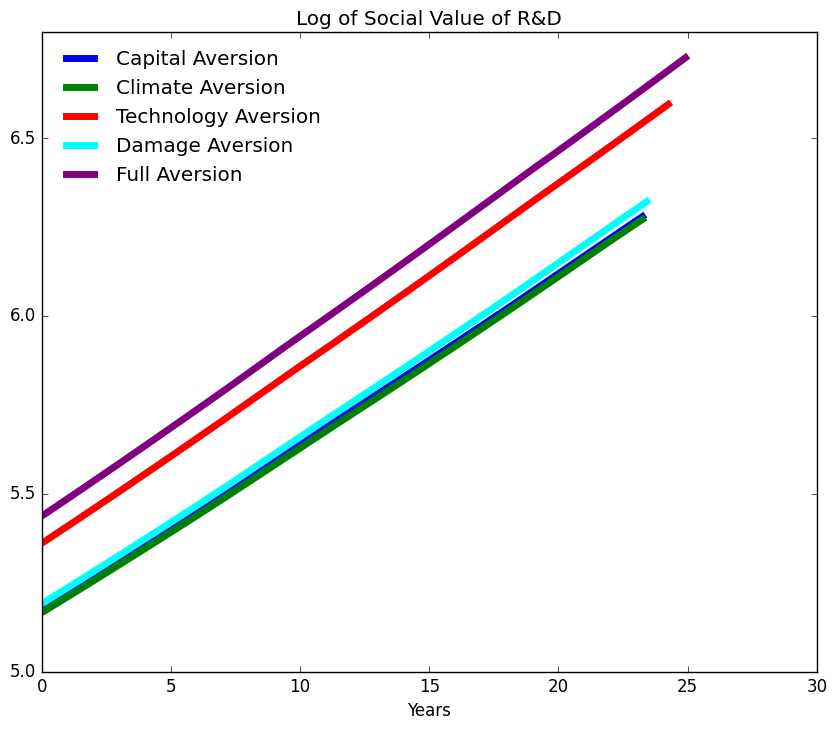 Log of Social Value of R&D
Capital Aversion
Climate Aversion
Technology Aversion
Damage Aversion
Full Aversion
6.5
6.0
5.5
5.0
0 5 10 15 20 25 30
Years